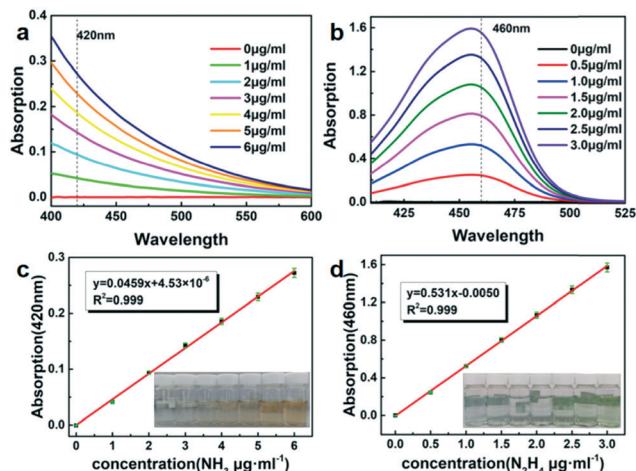 a
420nm
0μg/ml
1μg/ml
2μg/ml
3μg/ml
4μg/ml
5μg/ml
6μg/ml
Absorption
0.4
0.3
0.2
0.1
0.0
400 450 500 550 600
Wavelength
b
460nm
0μg/ml
0.5μg/ml
1.0μg/ml
1.5μg/ml
2.0μg/ml
2.5μg/ml
3.0μg/ml
Absorption
1.8
1.2
0.6
0.0
425 450 475 500 525
Wavelength
c
y=0.0459x+4.53×10⁻⁶
R²=0.999
Absorption(420nm)
0.3
0.2
0.1
0.0
0 1 2 3 4 5 6
concentration(NH₃ μg·ml⁻¹)
d
y=0.531x-0.0050
R²=0.999
Absorption(460nm)
1.6
1.2
0.8
0.4
0.0
0.0 0.5 1.0 1.5 2.0 2.5 3.0
concentration(N₂H₄ μg·ml⁻¹)